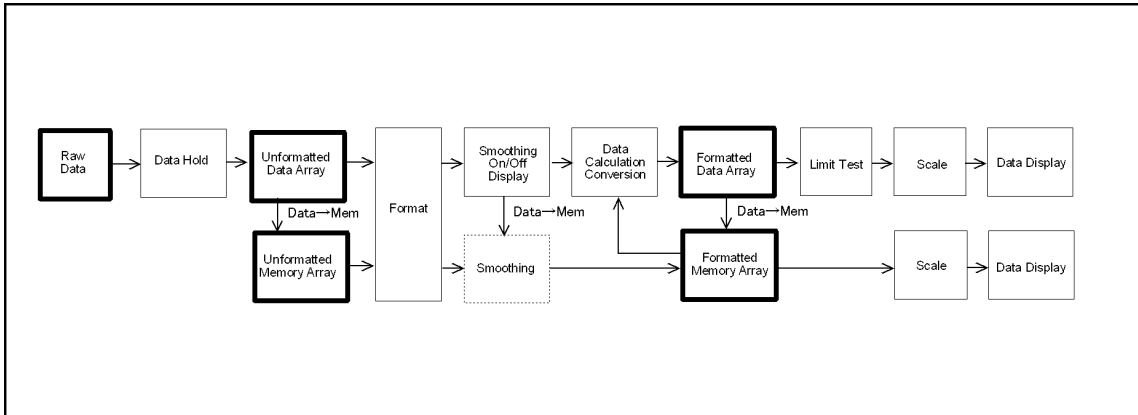 Raw
Data
Data Hold
Unformatted
Data Array
Format
Smoothing
On/Off
Display
Data
Calculation
Conversion
Formatted
Data Array
Limit Test
Scale
Data Display
Data→Mem
Data→Mem
Data→Mem
Unformatted
Memory Array
Smoothing
Formatted
Memory Array
Scale
Data Display